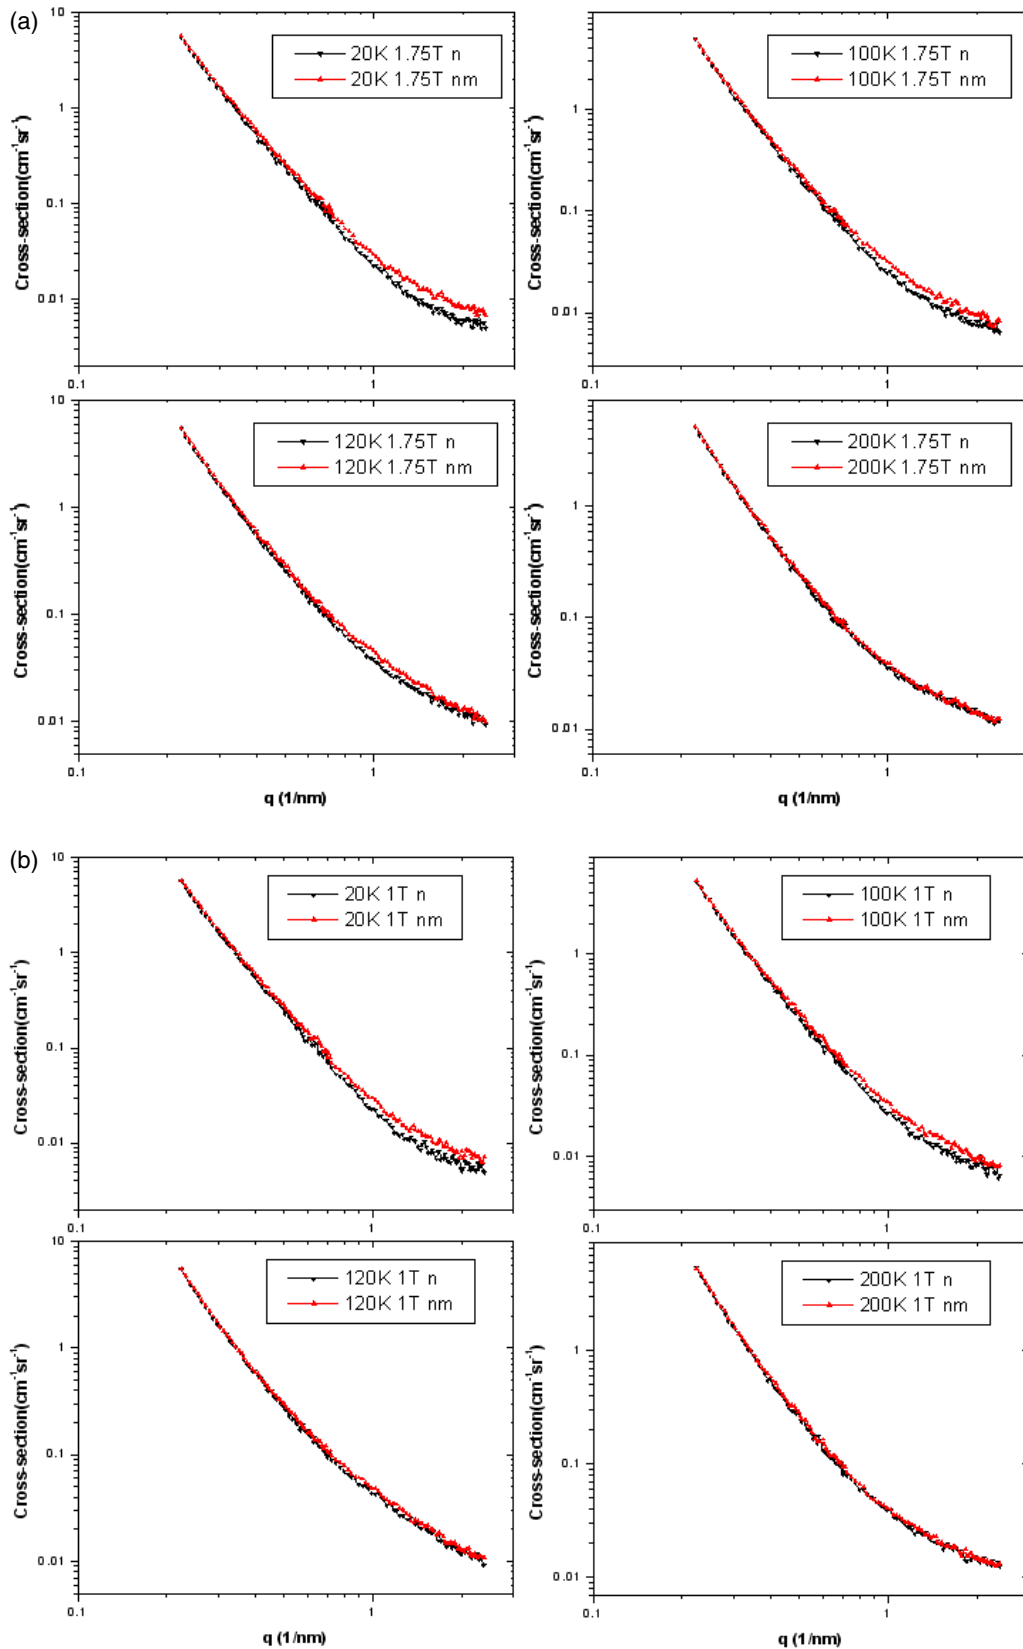 (a)
10
1
0.1
0.01
0.1
1
Cross-section(cm⁻¹sr⁻¹)
20K 1.75T n
20K 1.75T nm
1
0.1
0.01
0.1
1
Cross-section(cm⁻¹sr⁻¹)
100K 1.75T n
100K 1.75T nm
10
1
0.1
0.01
0.1
1
Cross-section(cm⁻¹sr⁻¹)
q (1/nm)
120K 1.75T n
120K 1.75T nm
1
0.1
0.01
0.1
1
Cross-section(cm⁻¹sr⁻¹)
q (1/nm)
200K 1.75T n
200K 1.75T nm
(b)
10
1
0.1
0.01
0.1
1
Cross-section(cm⁻¹sr⁻¹)
20K 1T n
20K 1T nm
1
0.1
0.01
0.1
1
Cross-section(cm⁻¹sr⁻¹)
100K 1T n
100K 1T nm
10
1
0.1
0.01
0.1
1
Cross-section(cm⁻¹sr⁻¹)
q (1/nm)
120K 1T n
120K 1T nm
1
0.1
0.01
0.1
1
Cross-section(cm⁻¹sr⁻¹)
q (1/nm)
200K 1T n
200K 1T nm